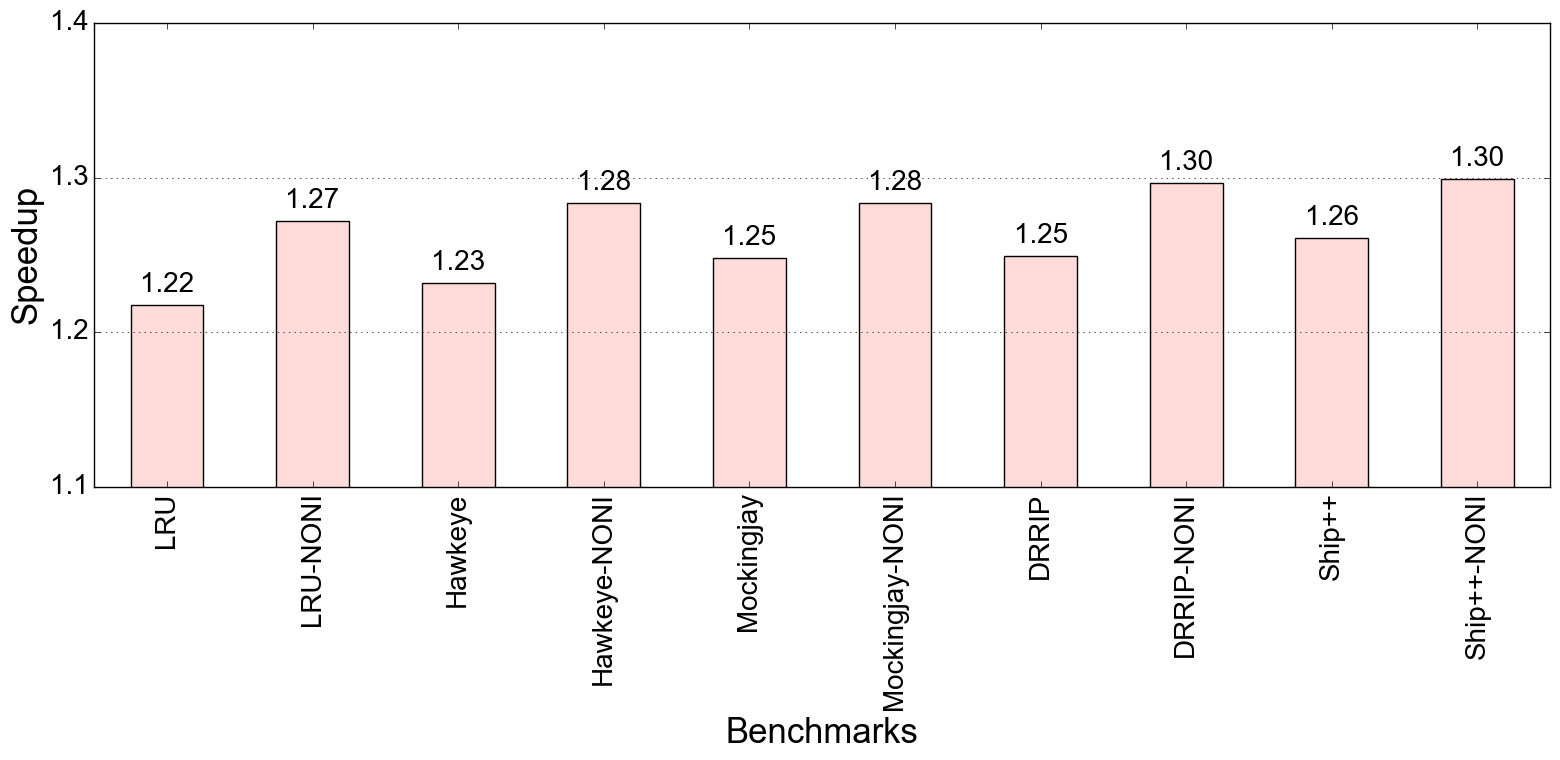 Speedup
1.4
1.3
1.2
1.1
1.22
1.27
1.23
1.28
1.25
1.28
1.25
1.30
1.26
1.30
LRU
LRU-NONI
Hawkeye
Hawkeye-NONI
Mockingjay
Mockingjay-NONI
DRRIP
DRRIP-NONI
Ship++
Ship++-NONI
Benchmarks